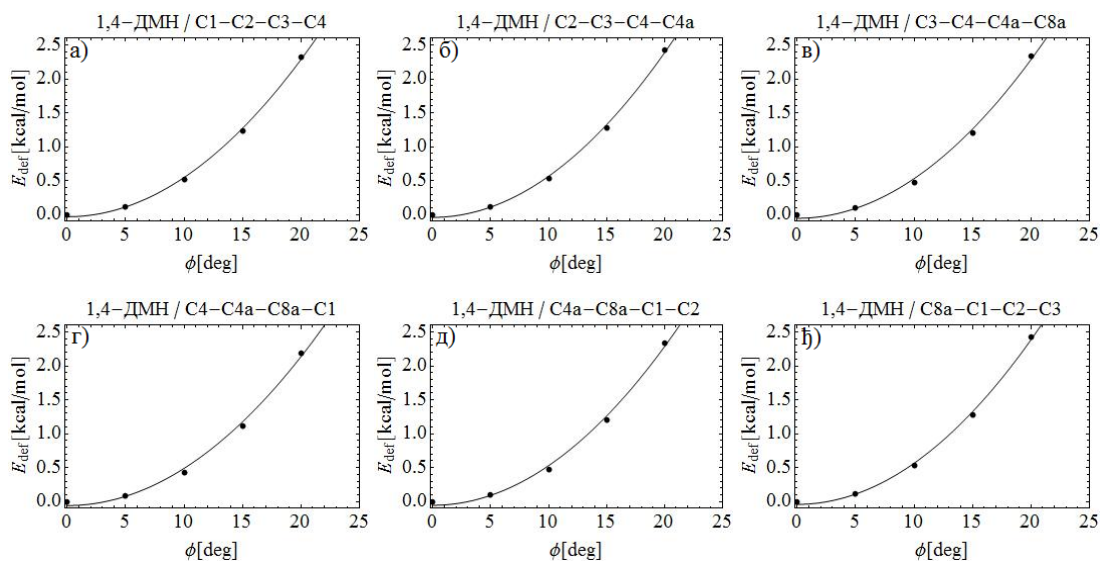 1,4−ДМН / C1−C2−C3−C4
1,4−ДМН / C2−C3−C4−C4a
1,4−ДМН / C3−C4−C4a−C8a
а)
б)
в)
E_def [kcal/mol]
2.5
2.0
1.5
1.0
0.5
0.0
0 5 10 15 20 25
ϕ[deg]
E_def [kcal/mol]
2.5
2.0
1.5
1.0
0.5
0.0
0 5 10 15 20 25
ϕ[deg]
E_def [kcal/mol]
2.5
2.0
1.5
1.0
0.5
0.0
0 5 10 15 20 25
ϕ[deg]
1,4−ДМН / C4−C4a−C8a−C1
1,4−ДМН / C4a−C8a−C1−C2
1,4−ДМН / C8a−C1−C2−C3
г)
д)
ђ)
E_def [kcal/mol]
2.5
2.0
1.5
1.0
0.5
0.0
0 5 10 15 20 25
ϕ[deg]
E_def [kcal/mol]
2.5
2.0
1.5
1.0
0.5
0.0
0 5 10 15 20 25
ϕ[deg]
E_def [kcal/mol]
2.5
2.0
1.5
1.0
0.5
0.0
0 5 10 15 20 25
ϕ[deg]